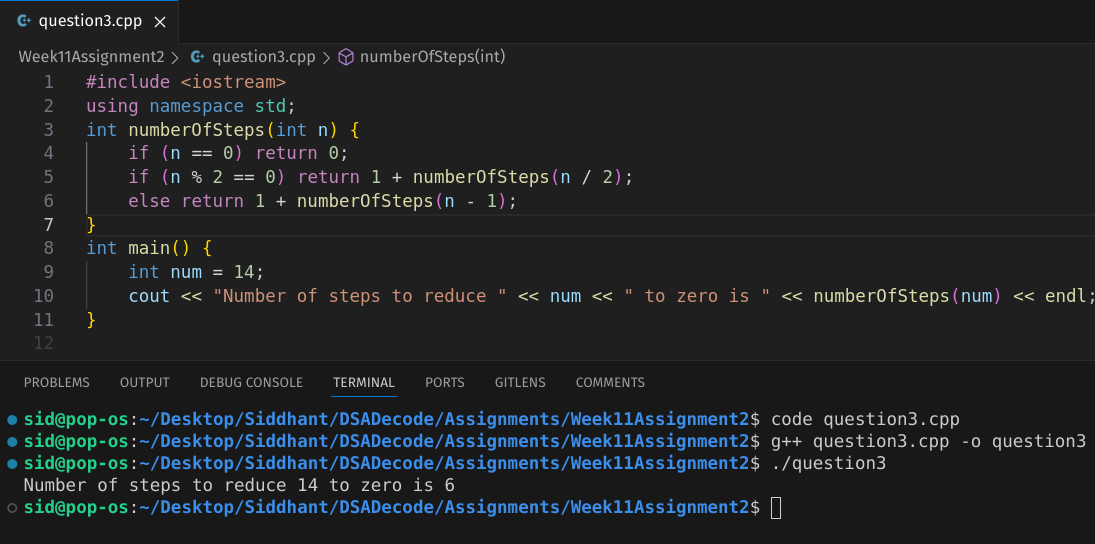 question3.cpp
Week11Assignment2 > question3.cpp > numberOfSteps(int)
1 #include <iostream>
2 using namespace std;
3 int numberOfSteps(int n) {
4     if (n == 0) return 0;
5     if (n % 2 == 0) return 1 + numberOfSteps(n / 2);
6     else return 1 + numberOfSteps(n - 1);
7 }
8 int main() {
9     int num = 14;
10     cout << "Number of steps to reduce " << num << " to zero is " << numberOfSteps(num) << endl;
11 }
12
PROBLEMS OUTPUT DEBUG CONSOLE TERMINAL PORTS GITLENS COMMENTS
sid@pop-os:~/Desktop/Siddhant/DSADecode/Assignments/Week11Assignment2$ code question3.cpp
sid@pop-os:~/Desktop/Siddhant/DSADecode/Assignments/Week11Assignment2$ g++ question3.cpp -o question3
sid@pop-os:~/Desktop/Siddhant/DSADecode/Assignments/Week11Assignment2$ ./question3
Number of steps to reduce 14 to zero is 6
sid@pop-os:~/Desktop/Siddhant/DSADecode/Assignments/Week11Assignment2$